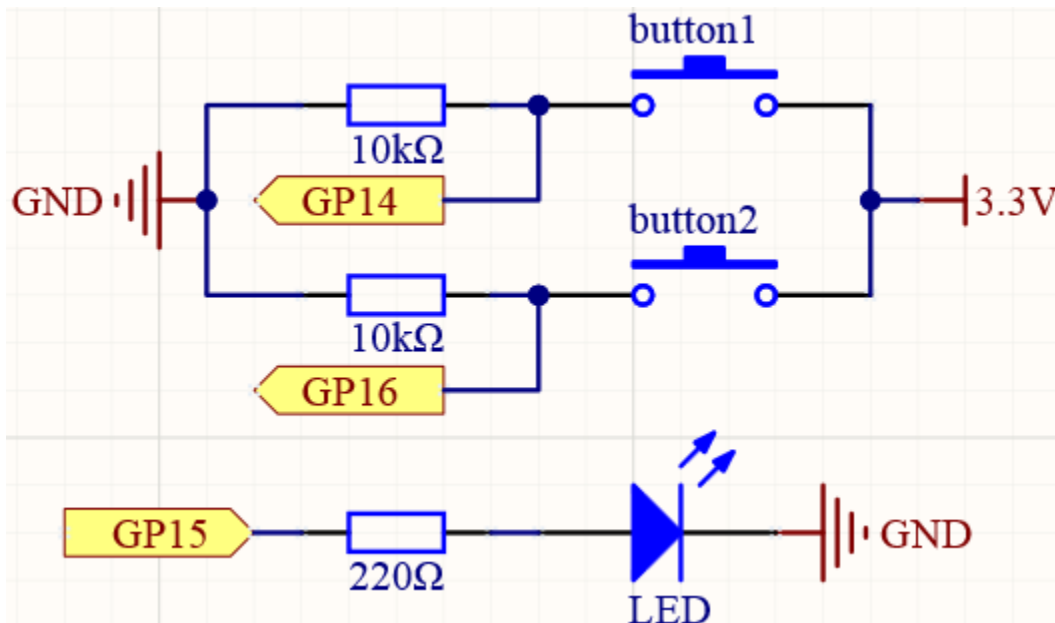 button1
10kΩ
GND
GP14
3.3V
button2
10kΩ
GP16
GP15
GND
220Ω
LED